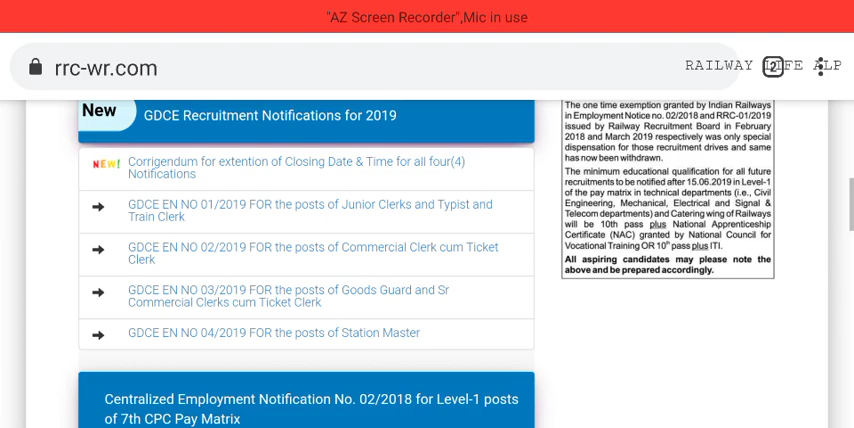 "AZ Screen Recorder",Mic in use
rrc-wr.com
RAILWAY LIFE ALP
2
New
GDCE Recruitment Notifications for 2019
NEW!
Corrigendum for extention of Closing Date & Time for all four(4)
Notifications
GDCE EN NO 01/2019 FOR the posts of Junior Clerks and Typist and
Train Clerk
GDCE EN NO 02/2019 FOR the posts of Commercial Clerk cum Ticket
Clerk
GDCE EN NO 03/2019 FOR the posts of Goods Guard and Sr
Commercial Clerks cum Ticket Clerk
GDCE EN NO 04/2019 FOR the posts of Station Master
Centralized Employment Notification No. 02/2018 for Level-1 posts
of 7th CPC Pay Matrix
The one time exemption granted by Indian Railways
in Employment Notice no. 02/2018 and RRC-01/2019
issued by Railway Recruitment Board in February
2018 and March 2019 respectively was only special
dispensation for those recruitment drives and same
has now been withdrawn.
The minimum educational qualification for all future
recruitments to be notified after 15.06.2019 in Level-1
of the pay matrix in technical departments (i.e., Civil
Engineering, Mechanical, Electrical and Signal &
Telecom departments) and Catering wing of Railways
will be 10th pass plus National Apprenticeship
Certificate (NAC) granted by National Council for
Vocational Training OR 10th pass plus ITI.
All aspiring candidates may please note the
above and be prepared accordingly.